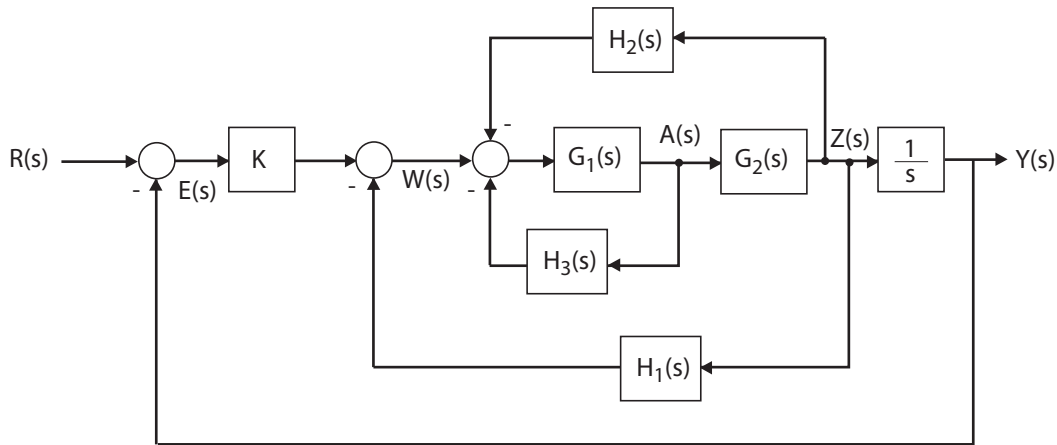 H2(s)
-
R(s)
-
E(s)
K
-
W(s)
-
G1(s)
A(s)
G2(s)
Z(s)
1
s
Y(s)
H3(s)
H1(s)